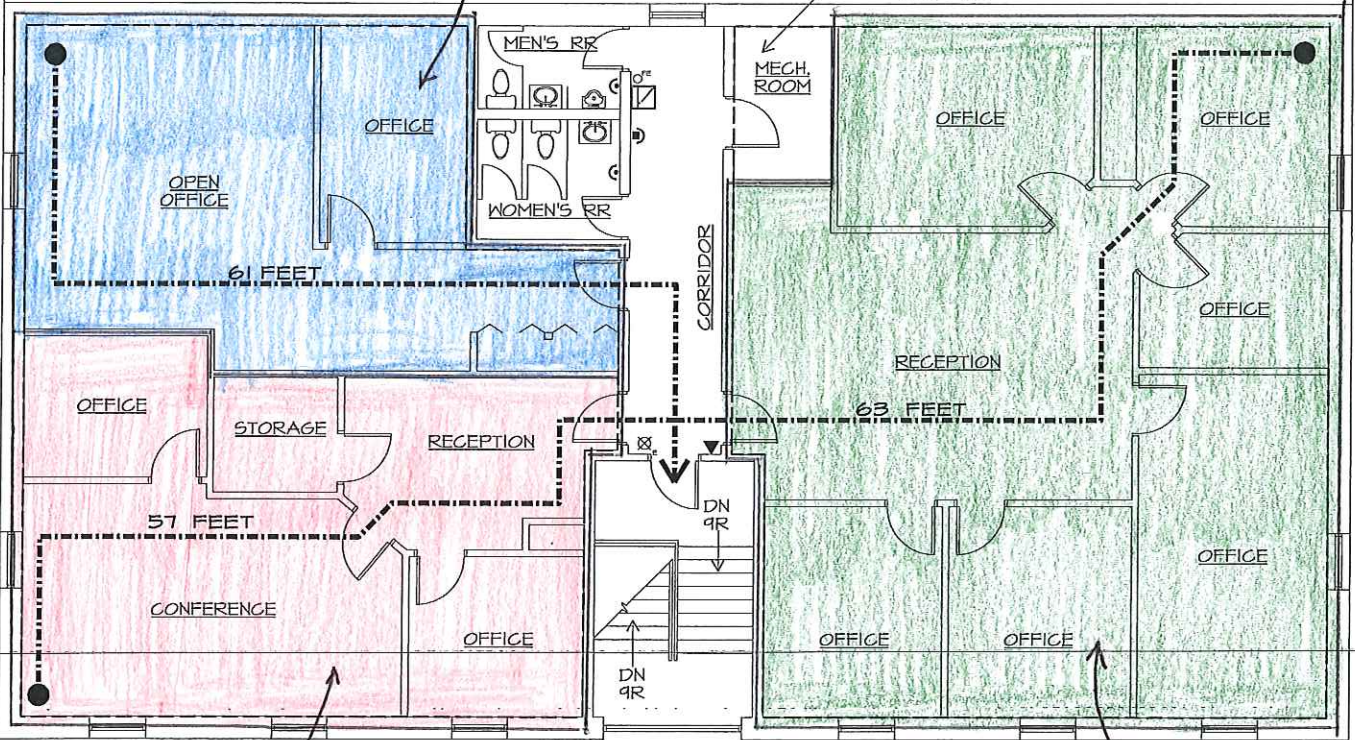 MEN'S RR
FE
MECH.
ROOM
OFFICE
OFFICE
OFFICE
OPEN
OFFICE
WOMEN'S RR
CORRIDOR
61 FEET
OFFICE
RECEPTION
OFFICE
STORAGE
RECEPTION
63 FEET
57 FEET
DN
9R
OFFICE
CONFERENCE
OFFICE
OFFICE
OFFICE
DN
9R